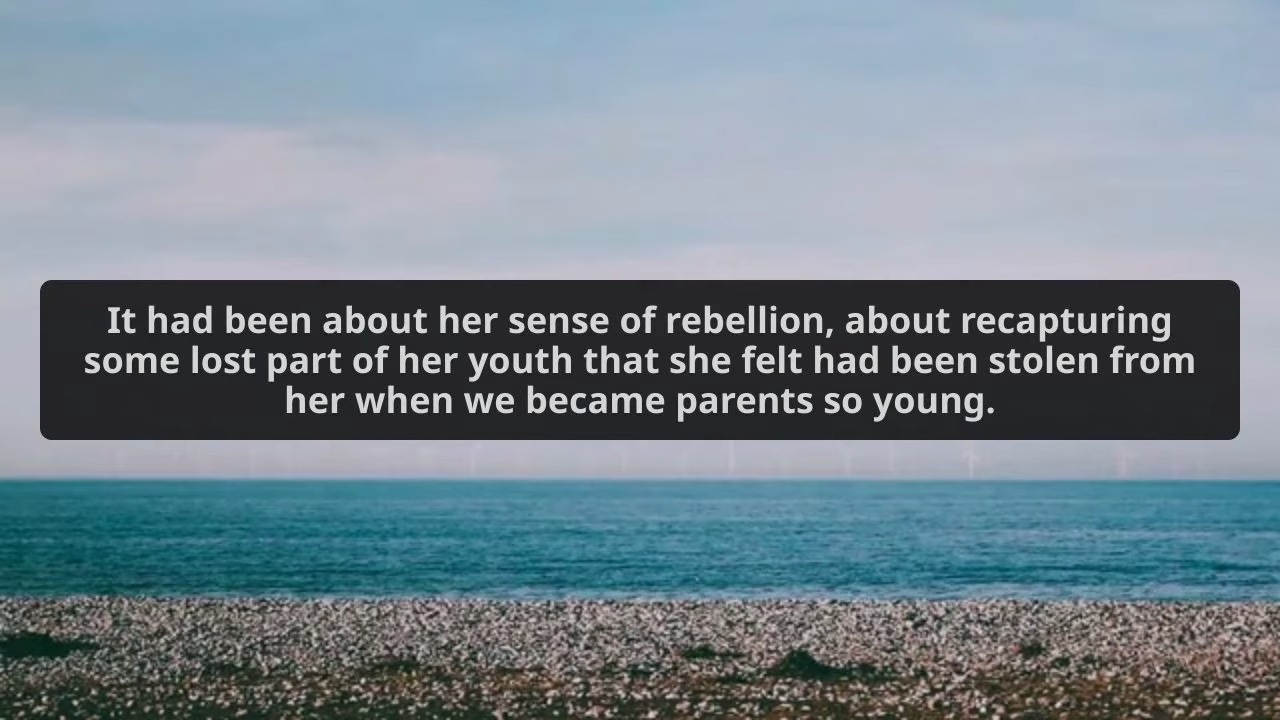 It had been about her sense of rebellion, about recapturing
some lost part of her youth that she felt had been stolen from
her when we became parents so young.